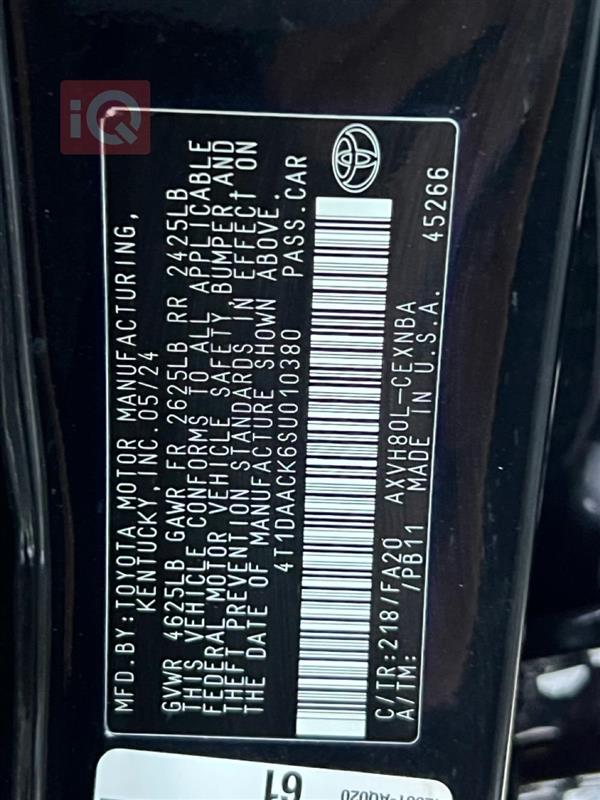 iQ
MFD.BY:TOYOTA MOTOR MANUFACTURING,
KENTUCKY, INC. 05/24
GVWR 4625LB GAWR FR 2625LB RR 2425LB
THIS VEHICLE CONFORMS TO ALL APPLICABLE
FEDERAL MOTOR VEHICLE SAFETY, BUMPER AND
THEFT PREVENTION STANDARDS IN EFFECT ON
THE DATE OF MANUFACTURE SHOWN ABOVE.
4T1DAACK6SU010380 PASS.CAR
C/TR:218/FA20 AXVH80L-CEXNBA
A/TM: /PB11 MADE IN U.S.A. 45266
61